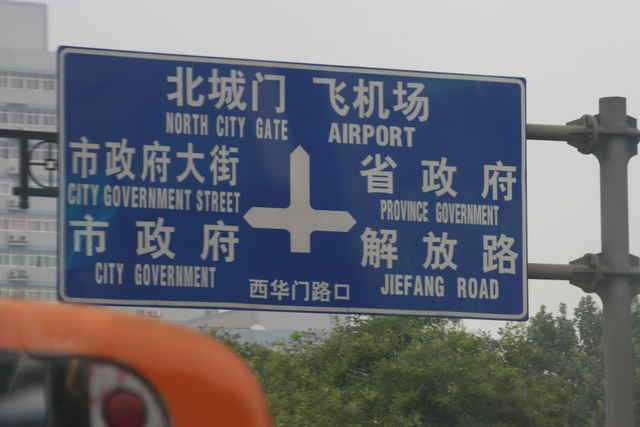 北城门 飞机场
NORTH CITY GATE AIRPORT
市政府大街
CITY GOVERNMENT STREET
市政府
CITY GOVERNMENT
省政府
PROVINCE GOVERNMENT
解放路
JIEFANG ROAD
西华门路口